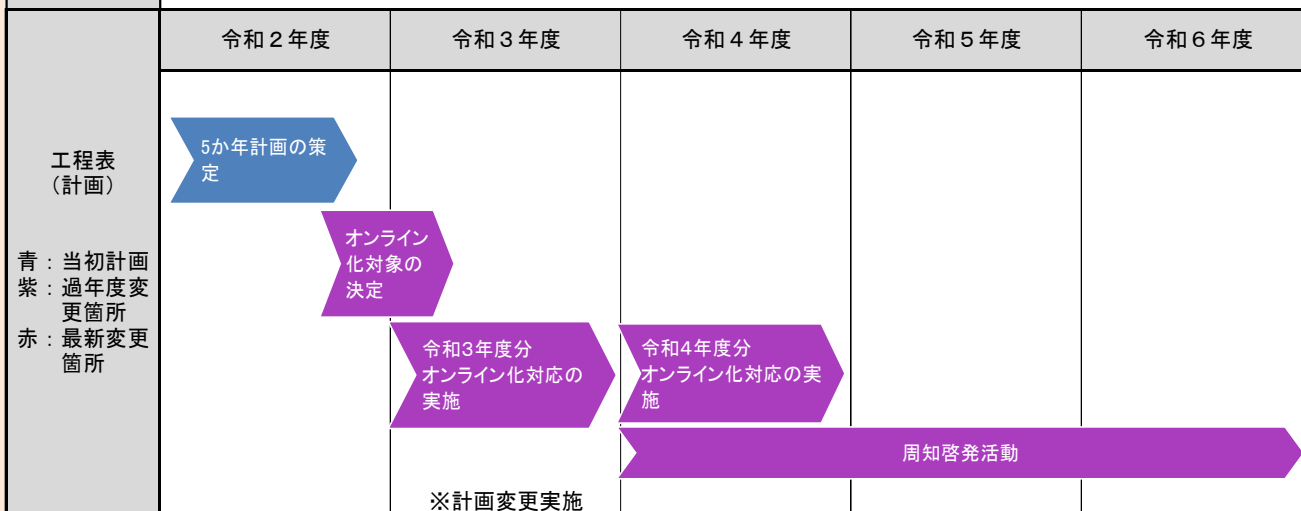 令和２年度
令和３年度
令和４年度
令和５年度
令和６年度
工程表
（計画）
青：当初計画
紫：過年度変
更箇所
赤：最新変更
箇所
5か年計画の策
定
オンライン
化対象の
決定
令和3年度分
オンライン化対応の
実施
令和4年度分
オンライン化対応の実
施
周知啓発活動
※計画変更実施